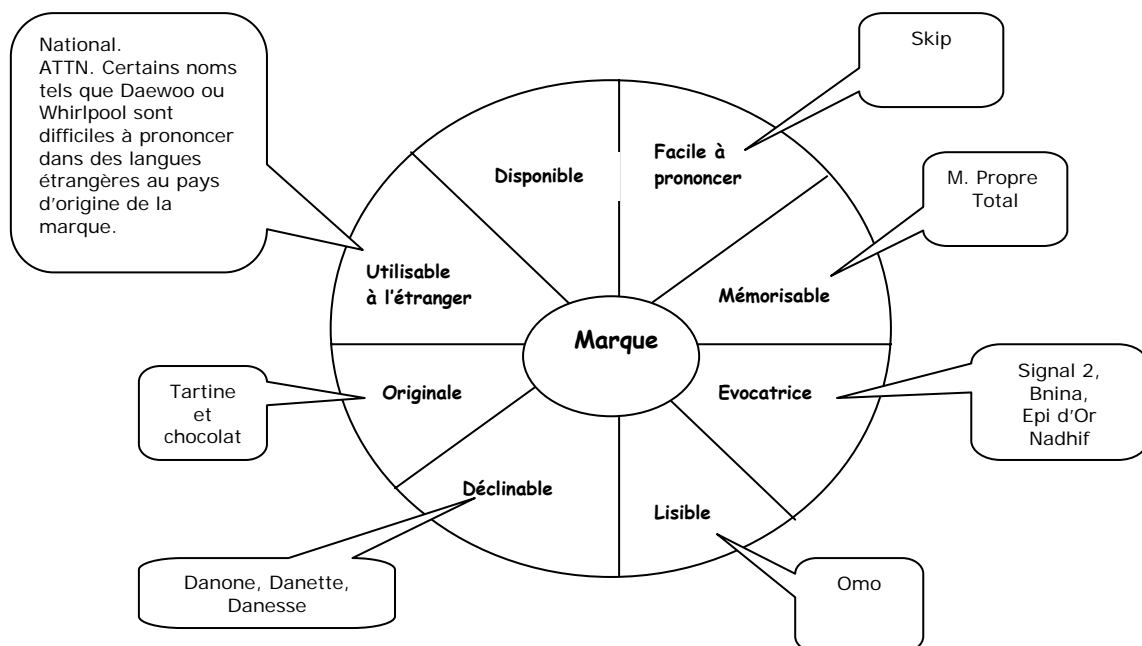 National.
ATTN. Certains noms
tels que Daewoo ou
Whirlpool sont
difficiles à prononcer
dans des langues
étrangères au pays
d'origine de la
marque.
Skip
Disponible
Facile à
prononcer
M. Propre
Total
Utilisable
à l'étranger
Mémorisable
Marque
Tartine
et
chocolat
Originale
Evocatrice
Signal 2,
Bnina,
Epi d'Or
Nadhif
Déclinable
Lisible
Danone, Danette,
Danesse
Omo